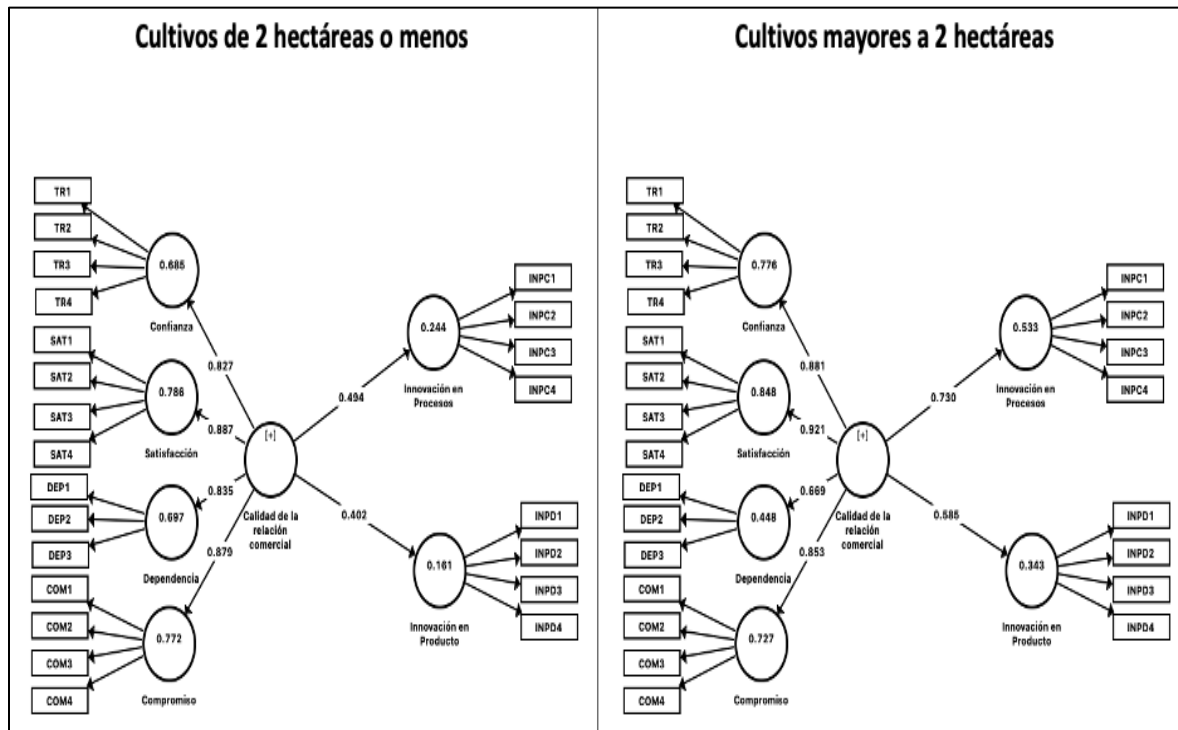 Cultivos de 2 hectáreas o menos
TR1
TR2
TR3
TR4
0.685
Confianza
SAT1
SAT2
SAT3
SAT4
0.786
Satisfacción
DEP1
DEP2
DEP3
0.697
Dependencia
COM1
COM2
COM3
COM4
0.772
Compromiso
0.827
0.887
0.835
0.879
[+]
Calidad de la
relación
comercial
0.494
0.402
0.244
Innovación en
Procesos
INPC1
INPC2
INPC3
INPC4
0.161
Innovación en
Producto
INPD1
INPD2
INPD3
INPD4
Cultivos mayores a 2 hectáreas
TR1
TR2
TR3
TR4
0.776
Confianza
SAT1
SAT2
SAT3
SAT4
0.848
Satisfacción
DEP1
DEP2
DEP3
0.448
Dependencia
COM1
COM2
COM3
COM4
0.727
Compromiso
0.881
0.921
0.669
0.853
[+]
Calidad de la
relación
comercial
0.730
0.585
0.533
Innovación en
Procesos
INPC1
INPC2
INPC3
INPC4
0.343
Innovación en
Producto
INPD1
INPD2
INPD3
INPD4